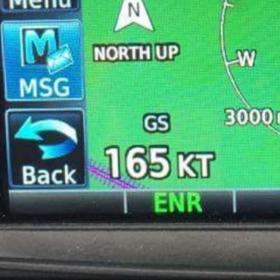 Menu
N
NORTH UP
W
MSG
GS
3000
165 KT
Back
ENR